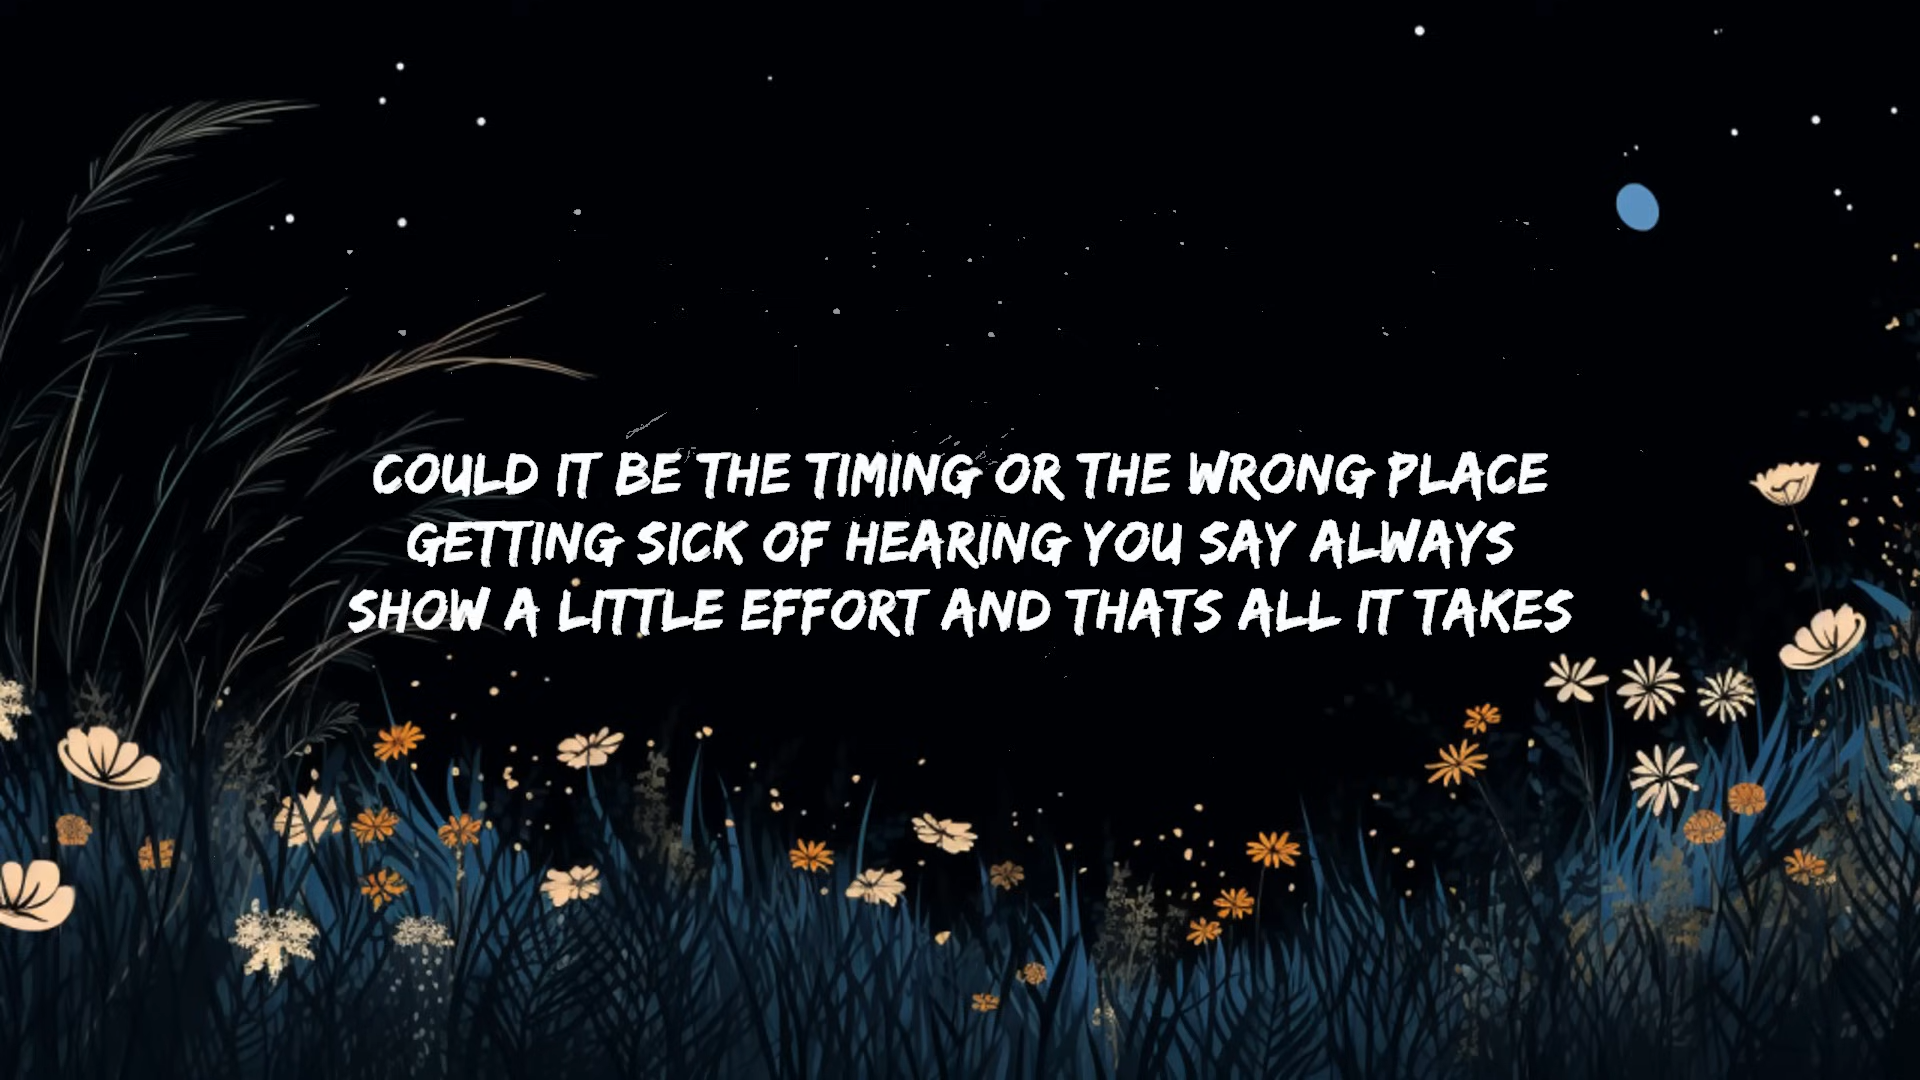 COULD IT BE THE TIMING OR THE WRONG PLACE
GETTING SICK OF HEARING YOU SAY ALWAYS
SHOW A LITTLE EFFORT AND THATS ALL IT TAKES